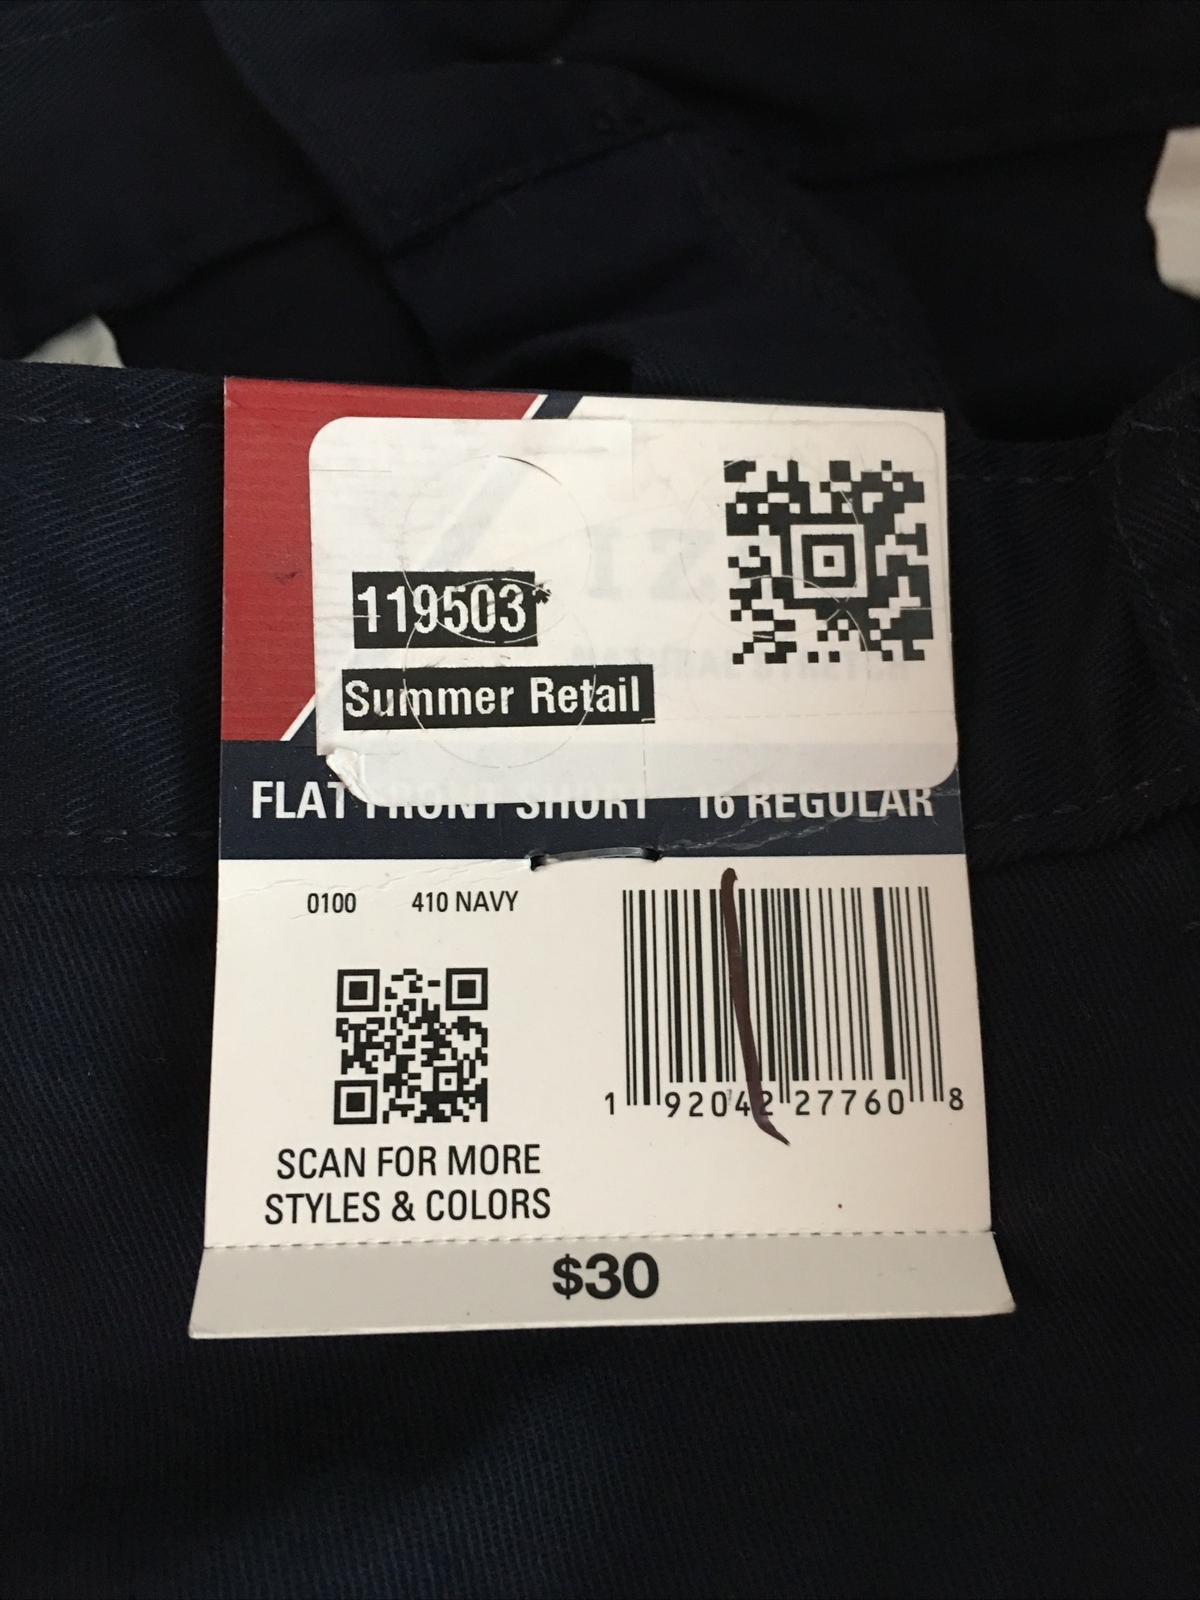 119503*
Summer Retail
FLAT FRONT SHORT 16 REGULAR
0100 410 NAVY
1 92042 27760 8
SCAN FOR MORE
STYLES & COLORS
$30